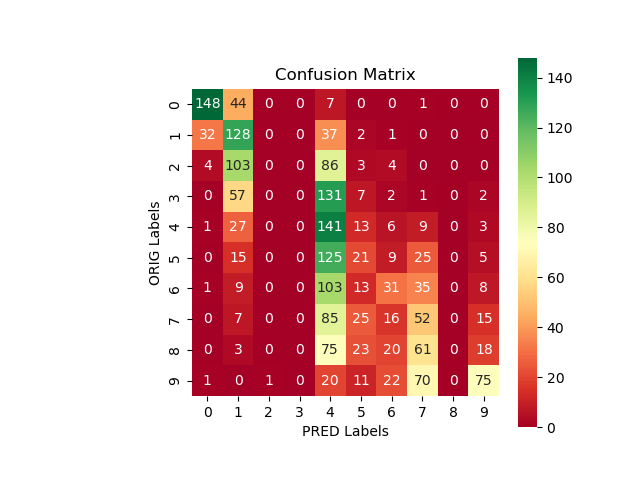 Confusion Matrix
ORIG Labels
0 148 44 0 0 7 0 0 1 0 0
1 32 128 0 0 37 2 1 0 0 0
2 4 103 0 0 86 3 4 0 0 0
3 0 57 0 0 131 7 2 1 0 2
4 1 27 0 0 141 13 6 9 0 3
5 0 15 0 0 125 21 9 25 0 5
6 1 9 0 0 103 13 31 35 0 8
7 0 7 0 0 85 25 16 52 0 15
8 0 3 0 0 75 23 20 61 0 18
9 1 0 1 0 20 11 22 70 0 75
0 1 2 3 4 5 6 7 8 9
PRED Labels
140
120
100
80
60
40
20
0